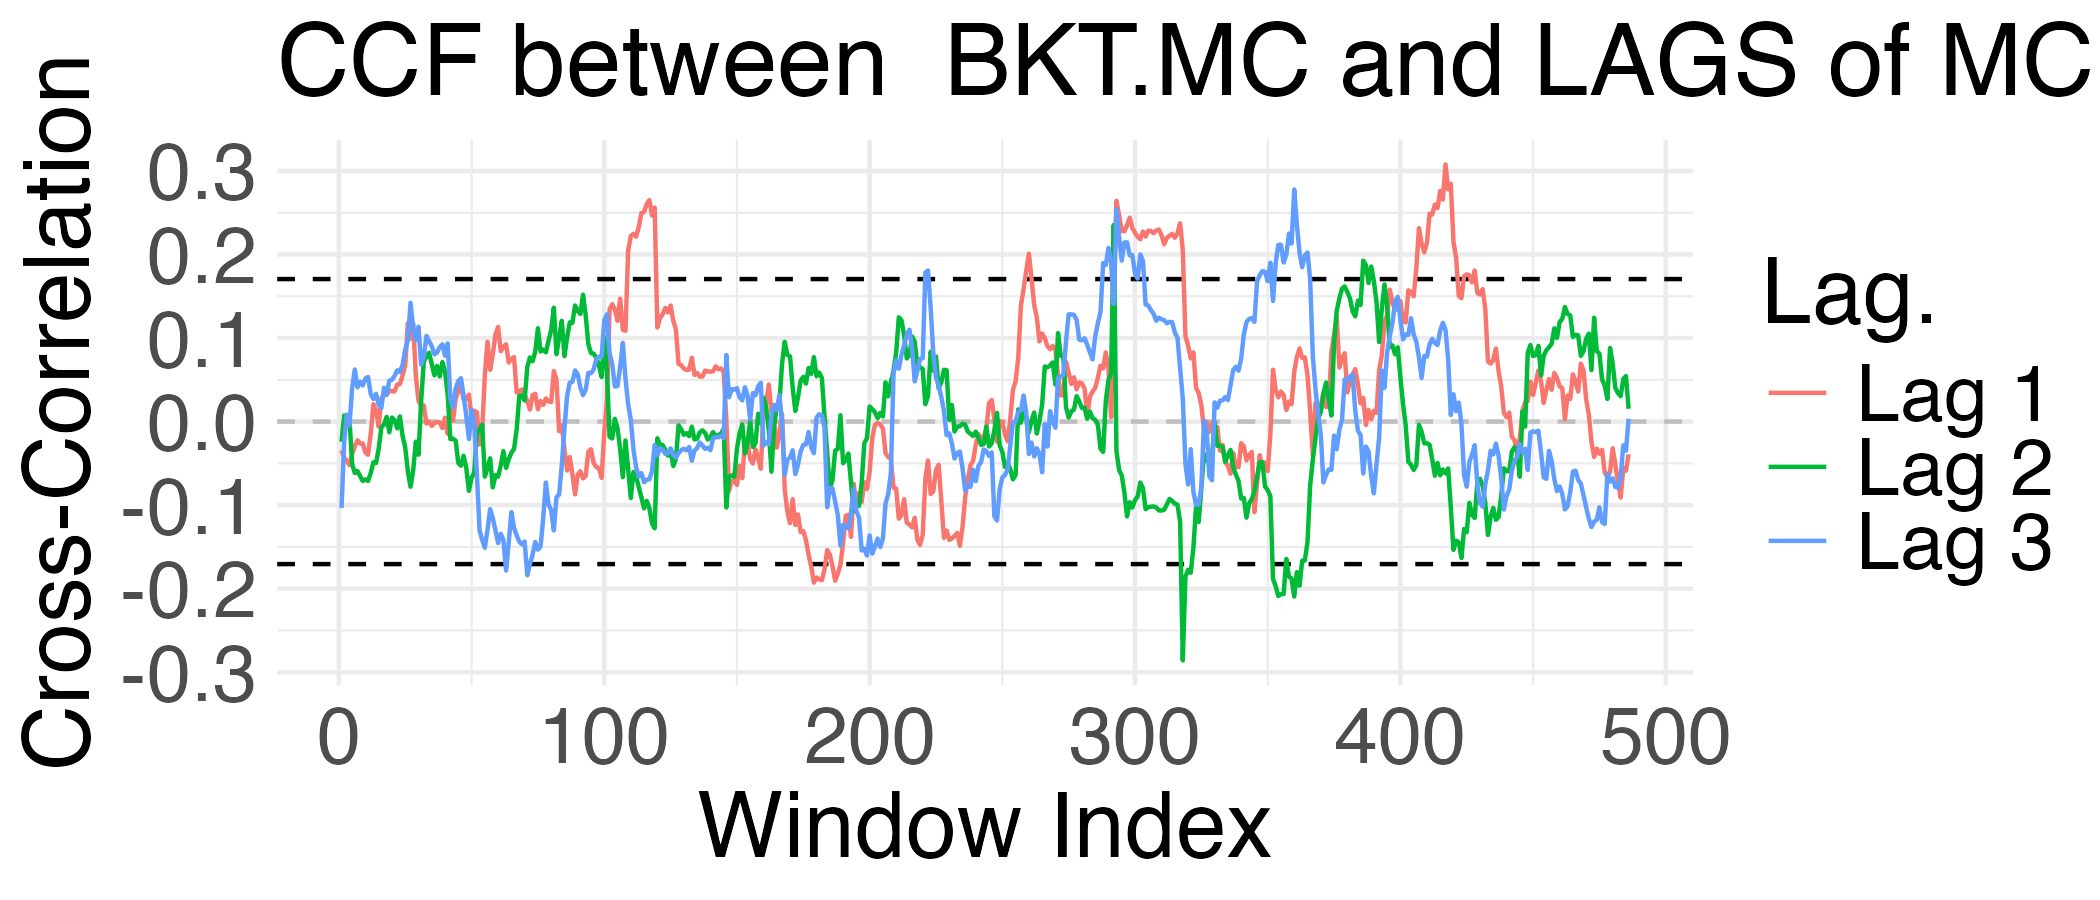 CCF between  BKT.MC and LAGS of MC
Cross-Correlation
0.3
0.2
0.1
0.0
-0.1
-0.2
-0.3
0 100 200 300 400 500
Window Index
Lag.
Lag 1
Lag 2
Lag 3